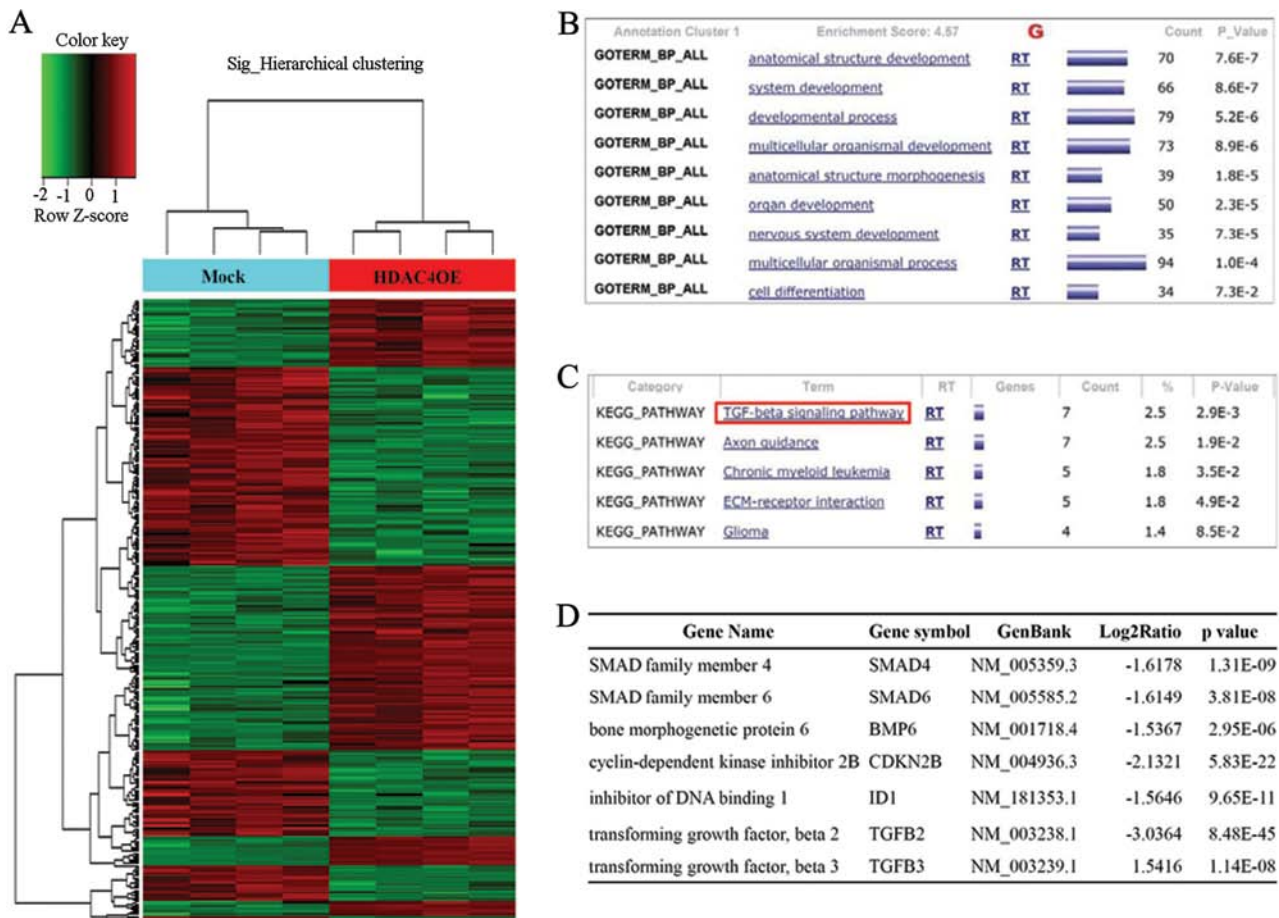 A
Color key
-2 -1 0 1
Row Z-score
Sig_Hierarchical clustering
Mock HDAC4OE
B
Annotation Cluster 1 Enrichment Score: 4.57 G Count P_Value
GOTERM_BP_ALL anatomical structure development RT 70 7.6E-7
GOTERM_BP_ALL system development RT 66 8.6E-7
GOTERM_BP_ALL developmental process RT 79 5.2E-6
GOTERM_BP_ALL multicellular organismal development RT 73 8.9E-6
GOTERM_BP_ALL anatomical structure morphogenesis RT 39 1.8E-5
GOTERM_BP_ALL organ development RT 50 2.3E-5
GOTERM_BP_ALL nervous system development RT 35 7.3E-5
GOTERM_BP_ALL multicellular organismal process RT 94 1.0E-4
GOTERM_BP_ALL cell differentiation RT 34 7.3E-2
C
Category Term RT Genes Count % P-Value
KEGG_PATHWAY TGF-beta signaling pathway RT 7 2.5 2.9E-3
KEGG_PATHWAY Axon guidance RT 7 2.5 1.9E-2
KEGG_PATHWAY Chronic myeloid leukemia RT 5 1.8 3.5E-2
KEGG_PATHWAY ECM-receptor interaction RT 5 1.8 4.9E-2
KEGG_PATHWAY Glioma RT 4 1.4 8.5E-2
D
Gene Name Gene symbol GenBank Log2Ratio p value
SMAD family member 4 SMAD4 NM_005359.3 -1.6178 1.31E-09
SMAD family member 6 SMAD6 NM_005585.2 -1.6149 3.81E-08
bone morphogenetic protein 6 BMP6 NM_001718.4 -1.5367 2.95E-06
cyclin-dependent kinase inhibitor 2B CDKN2B NM_004936.3 -2.1321 5.83E-22
inhibitor of DNA binding 1 ID1 NM_181353.1 -1.5646 9.65E-11
transforming growth factor, beta 2 TGFB2 NM_003238.1 -3.0364 8.48E-45
transforming growth factor, beta 3 TGFB3 NM_003239.1 1.5416 1.14E-08